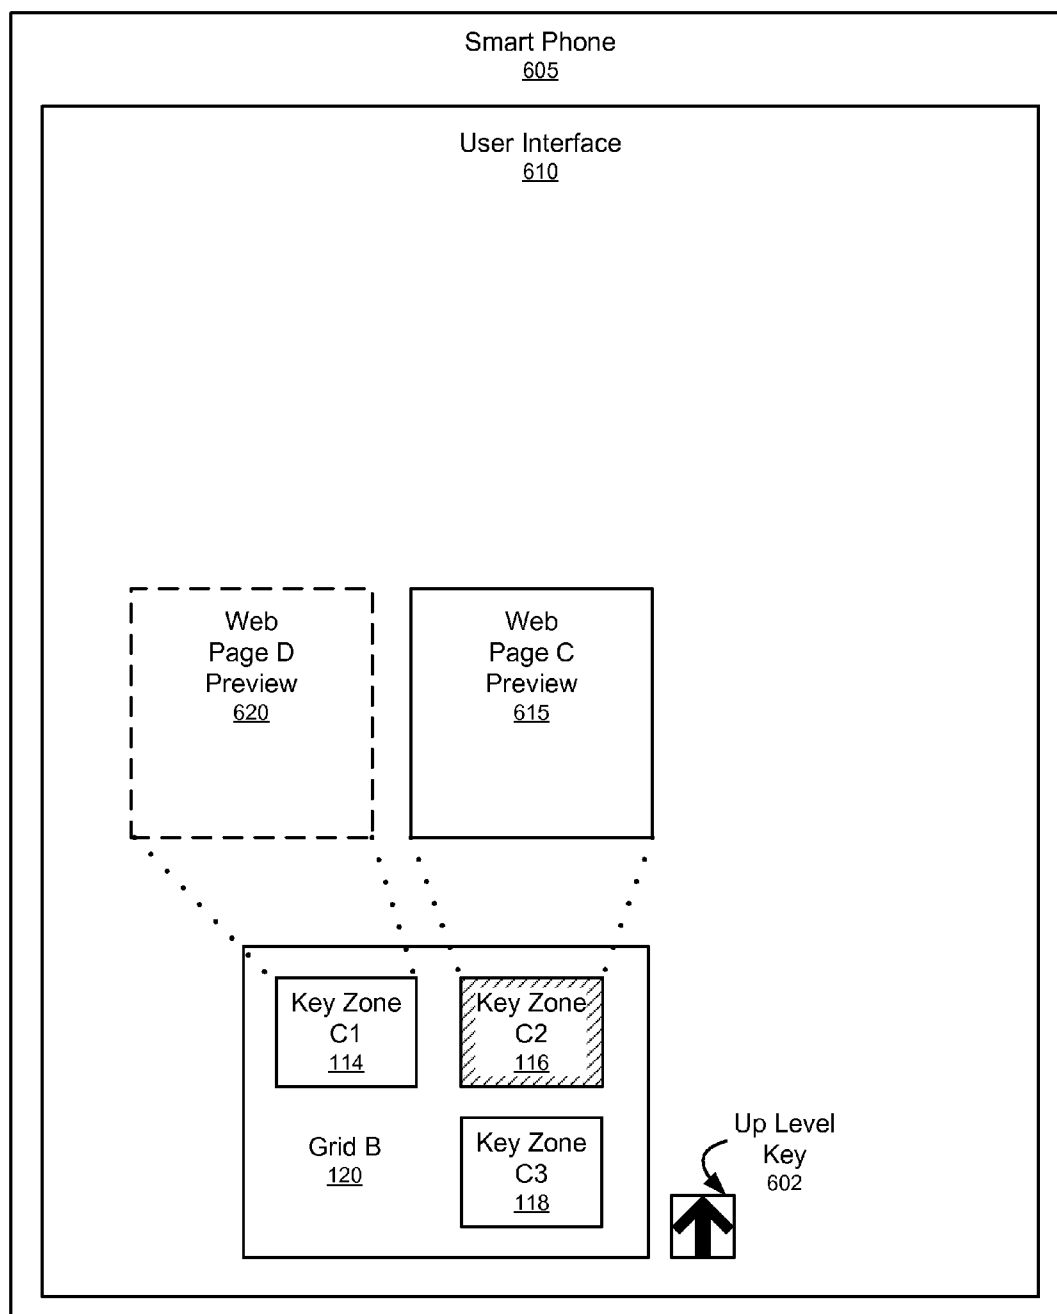 Smart Phone
605
User Interface
610
Web
Page D
Preview
620
Web
Page C
Preview
615
Key Zone
C1
114
Key Zone
C2
116
Grid B
120
Key Zone
C3
118
Up Level
Key
602